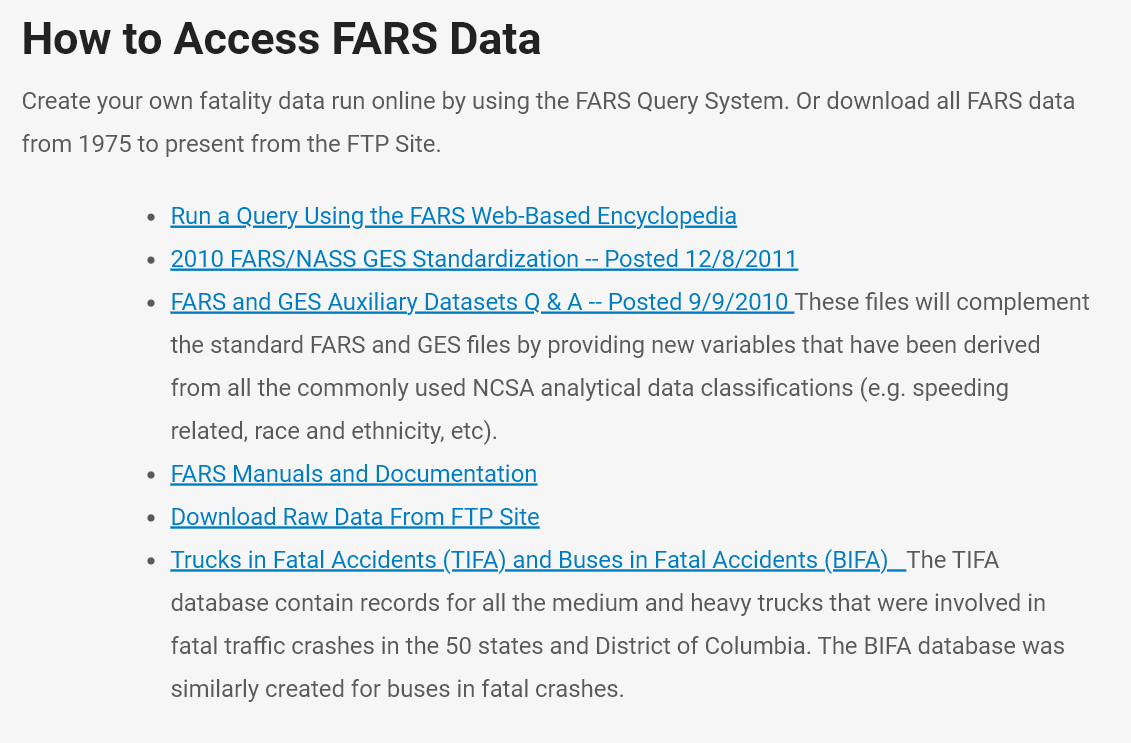 How to Access FARS Data
Create your own fatality data run online by using the FARS Query System. Or download all FARS data
from 1975 to present from the FTP Site.
• Run a Query Using the FARS Web-Based Encyclopedia
• 2010 FARS/NASS GES Standardization -- Posted 12/8/2011
• FARS and GES Auxiliary Datasets Q & A -- Posted 9/9/2010 These files will complement
the standard FARS and GES files by providing new variables that have been derived
from all the commonly used NCSA analytical data classifications (e.g. speeding
related, race and ethnicity, etc).
• FARS Manuals and Documentation
• Download Raw Data From FTP Site
• Trucks in Fatal Accidents (TIFA) and Buses in Fatal Accidents (BIFA) The TIFA
database contain records for all the medium and heavy trucks that were involved in
fatal traffic crashes in the 50 states and District of Columbia. The BIFA database was
similarly created for buses in fatal crashes.